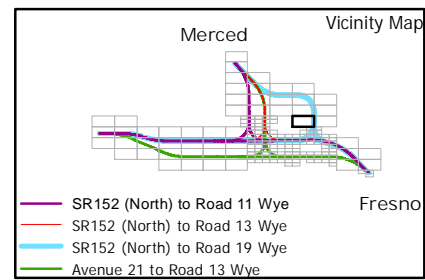 Vicinity Map
Merced
SR152 (North) to Road 11 Wye
Fresno
SR152 (North) to Road 13 Wye
SR152 (North) to Road 19 Wye
Avenue 21 to Road 13 Wye